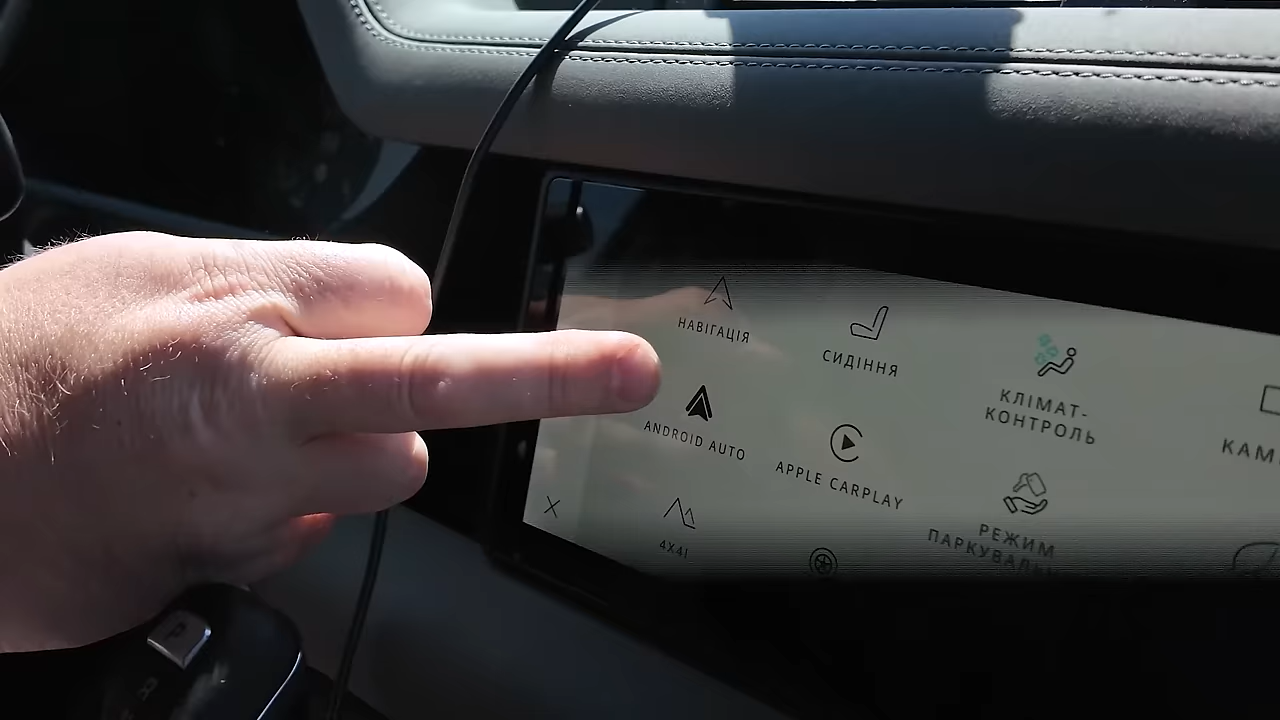 НАВІГАЦІЯ
СИДІННЯ
КЛІМАТ-
КОНТРОЛЬ
ANDROID AUTO
APPLE CARPLAY
РЕЖИМ
4X4I
P
R